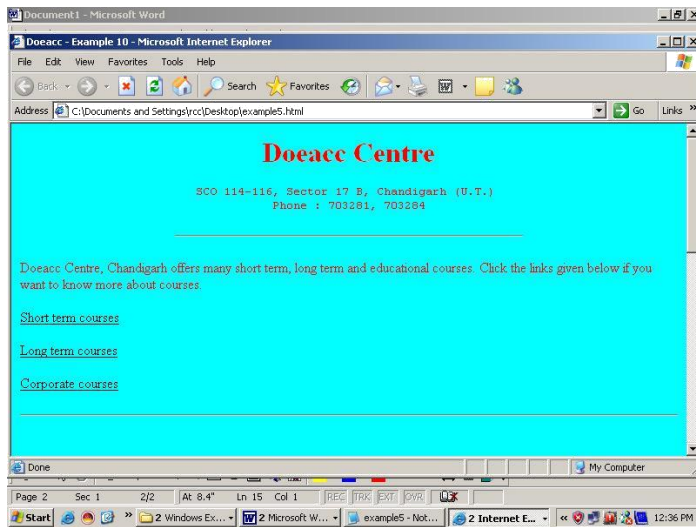 Document1 - Microsoft Word
Doeacc - Example 10 - Microsoft Internet Explorer
File Edit View Favorites Tools Help
Back Search Favorites
Address C:\Documents and Settings\rcc\Desktop\example5.html Go Links »
Doeacc Centre
SCO 114-116, Sector 17 B, Chandigarh (U.T.)
Phone : 703281, 703284
Doeacc Centre, Chandigarh offers many short term, long term and educational courses. Click the links given below if you
want to know more about courses.
Short term courses
Long term courses
Corporate courses
Done My Computer
Page 2 Sec 1 2/2 At 8.4" Ln 15 Col 1 REC TRK EXT OVR
Start » 2 Windows Ex... 2 Microsoft W... example5 - Not... 2 Internet E... « 12:36 PM